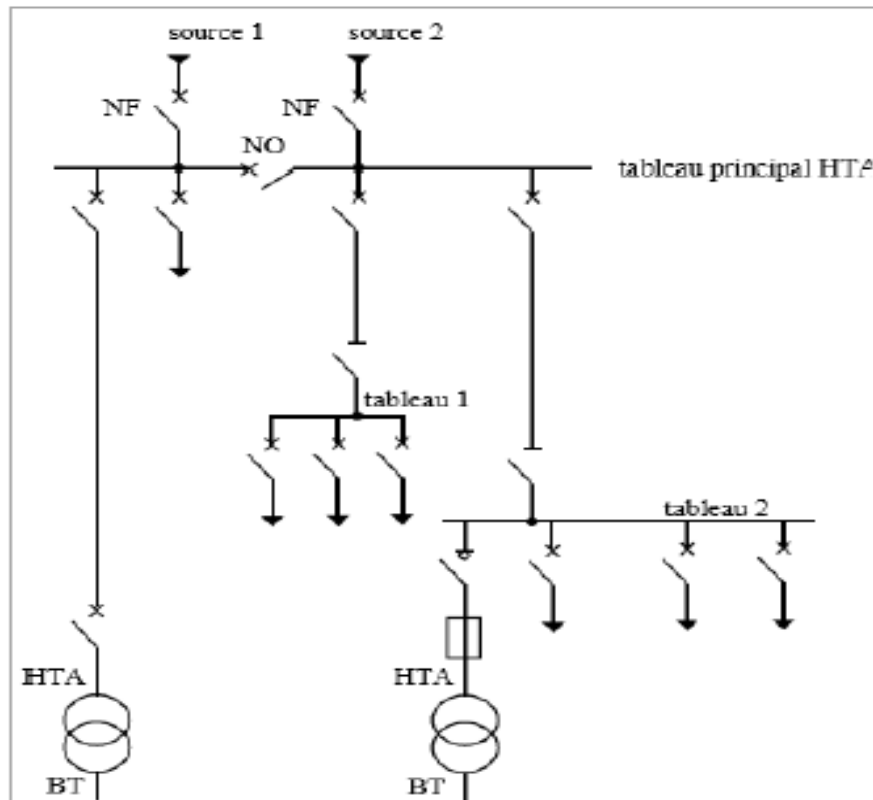 source 1
source 2
NF
NF
NO
tableau principal HTA
tableau 1
tableau 2
HTA
HTA
BT
BT